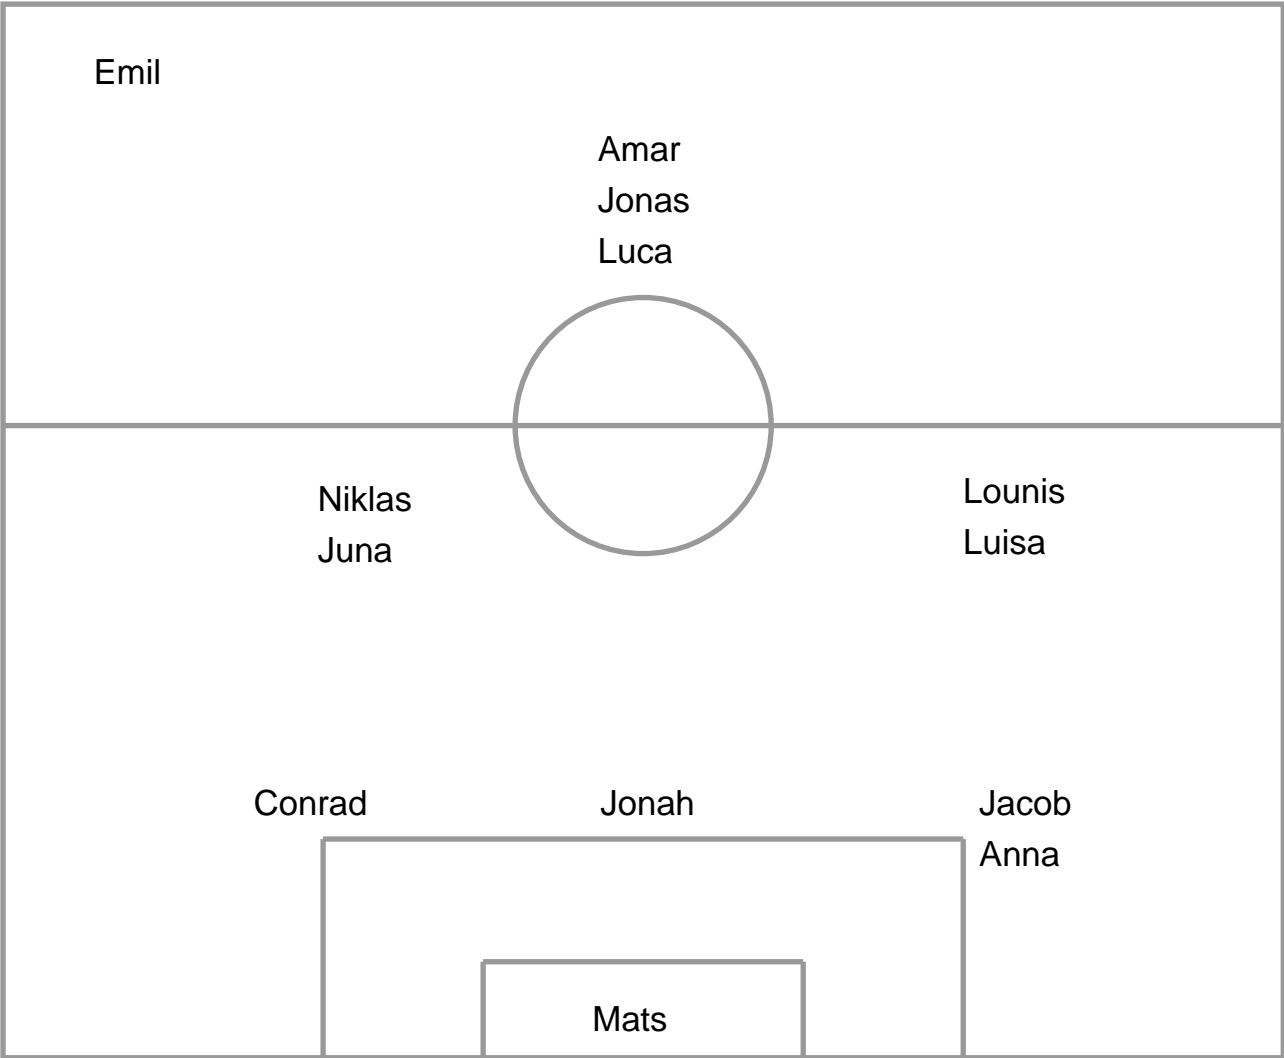 Emil
Amar
Jonas
Luca
Niklas
Juna
Lounis
Luisa
Conrad
Jonah
Jacob
Anna
Mats